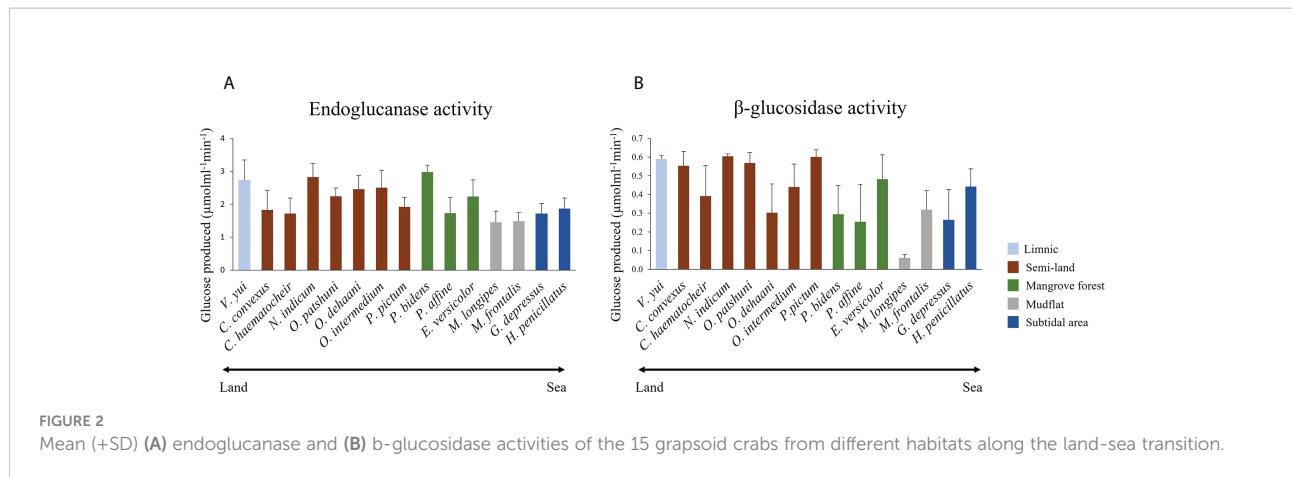 A
Endoglucanase activity
Glucose produced (μmolml⁻¹min⁻¹)
4
3
2
1
0
V. yui
C. convexus
C. haematocheir
N. indicum
O. patshuni
O. dehaani
O. intermedium
P. pictum
P. bidens
P. affine
E. versicolor
M. longipes
M. frontalis
G. depressus
H. penicillatus
Land
Sea
B
β-glucosidase activity
Glucose produced (μmolml⁻¹min⁻¹)
0.7
0.6
0.5
0.4
0.3
0.2
0.1
0.0
V. yui
C. convexus
C. haematocheir
N. indicum
O. patshuni
O. dehaani
O. intermedium
P.pictum
P. bidens
P. affine
E. versicolor
M. longipes
M. frontalis
G. depressus
H. penicillatus
Land
Sea
Limnic
Semi-land
Mangrove forest
Mudflat
Subtidal area
FIGURE 2
Mean (+SD) (A) endoglucanase and (B) b-glucosidase activities of the 15 grapsoid crabs from different habitats along the land-sea transition.